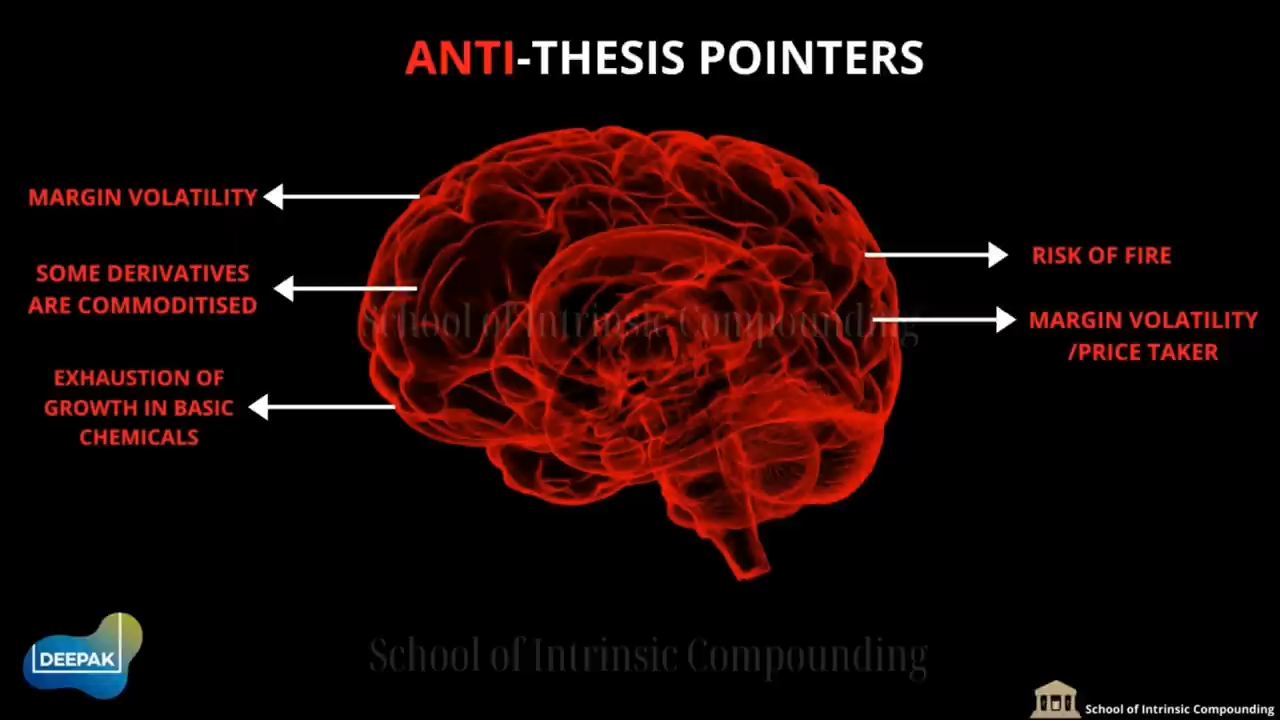 ANTI-THESIS POINTERS
MARGIN VOLATILITY
SOME DERIVATIVES
ARE COMMODITISED
EXHAUSTION OF
GROWTH IN BASIC
CHEMICALS
RISK OF FIRE
MARGIN VOLATILITY
/PRICE TAKER
School of Intrinsic Compounding
School of Intrinsic Compounding
DEEPAK
School of Intrinsic Compounding